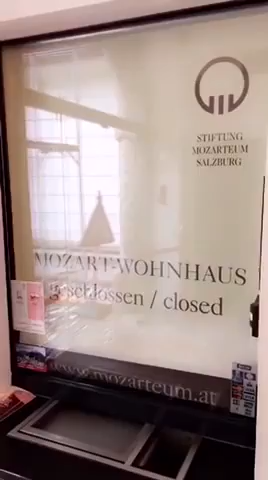 STIFTUNG
MOZARTEUM
SALZBURG
MOZART-WOHNHAUS
geschlossen / closed
www.mozarteum.at